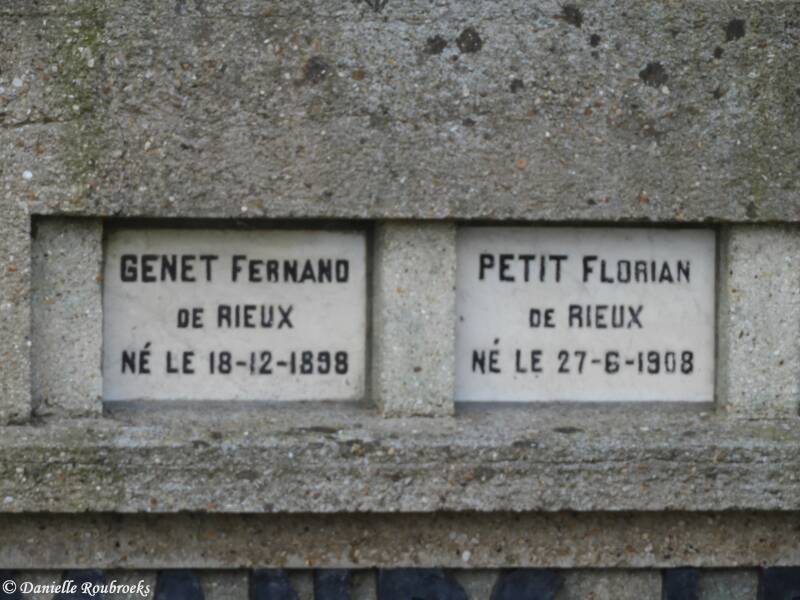 GENET FERNAND
DE RIEUX
NÉ LE 18-12-1898
PETIT FLORIAN
DE RIEUX
NÉ LE 27-6-1908
© Danielle Roubroeks